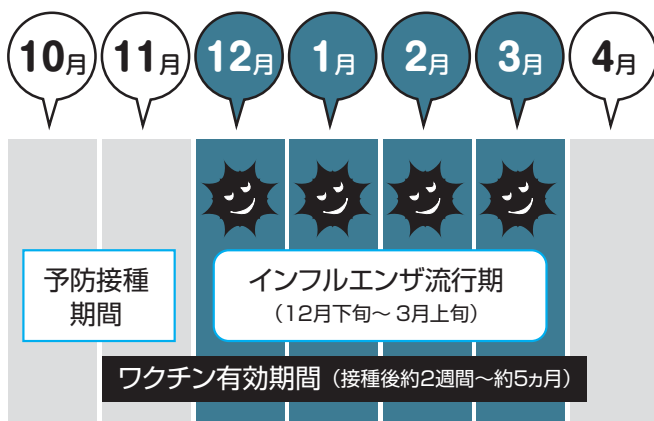 10月 11月 12月 1月 2月 3月 4月
予防接種
期間
インフルエンザ流行期
(12月下旬〜3月上旬)
ワクチン有効期間 (接種後約2週間〜約5ヵ月)